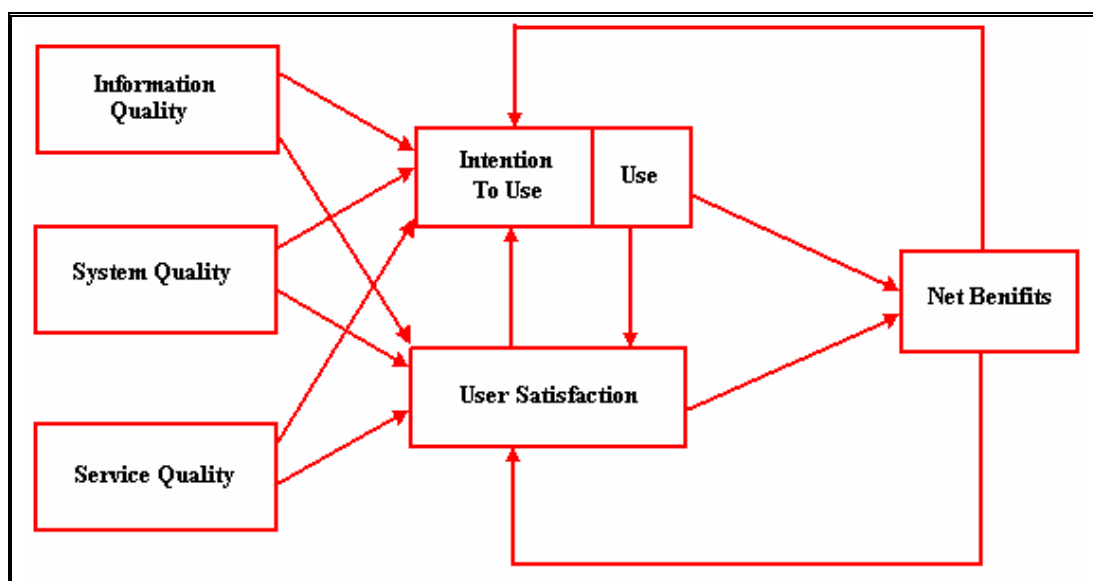 Information
Quality
Intention
To Use
Use
System Quality
Net Benifits
User Satisfaction
Service Quality